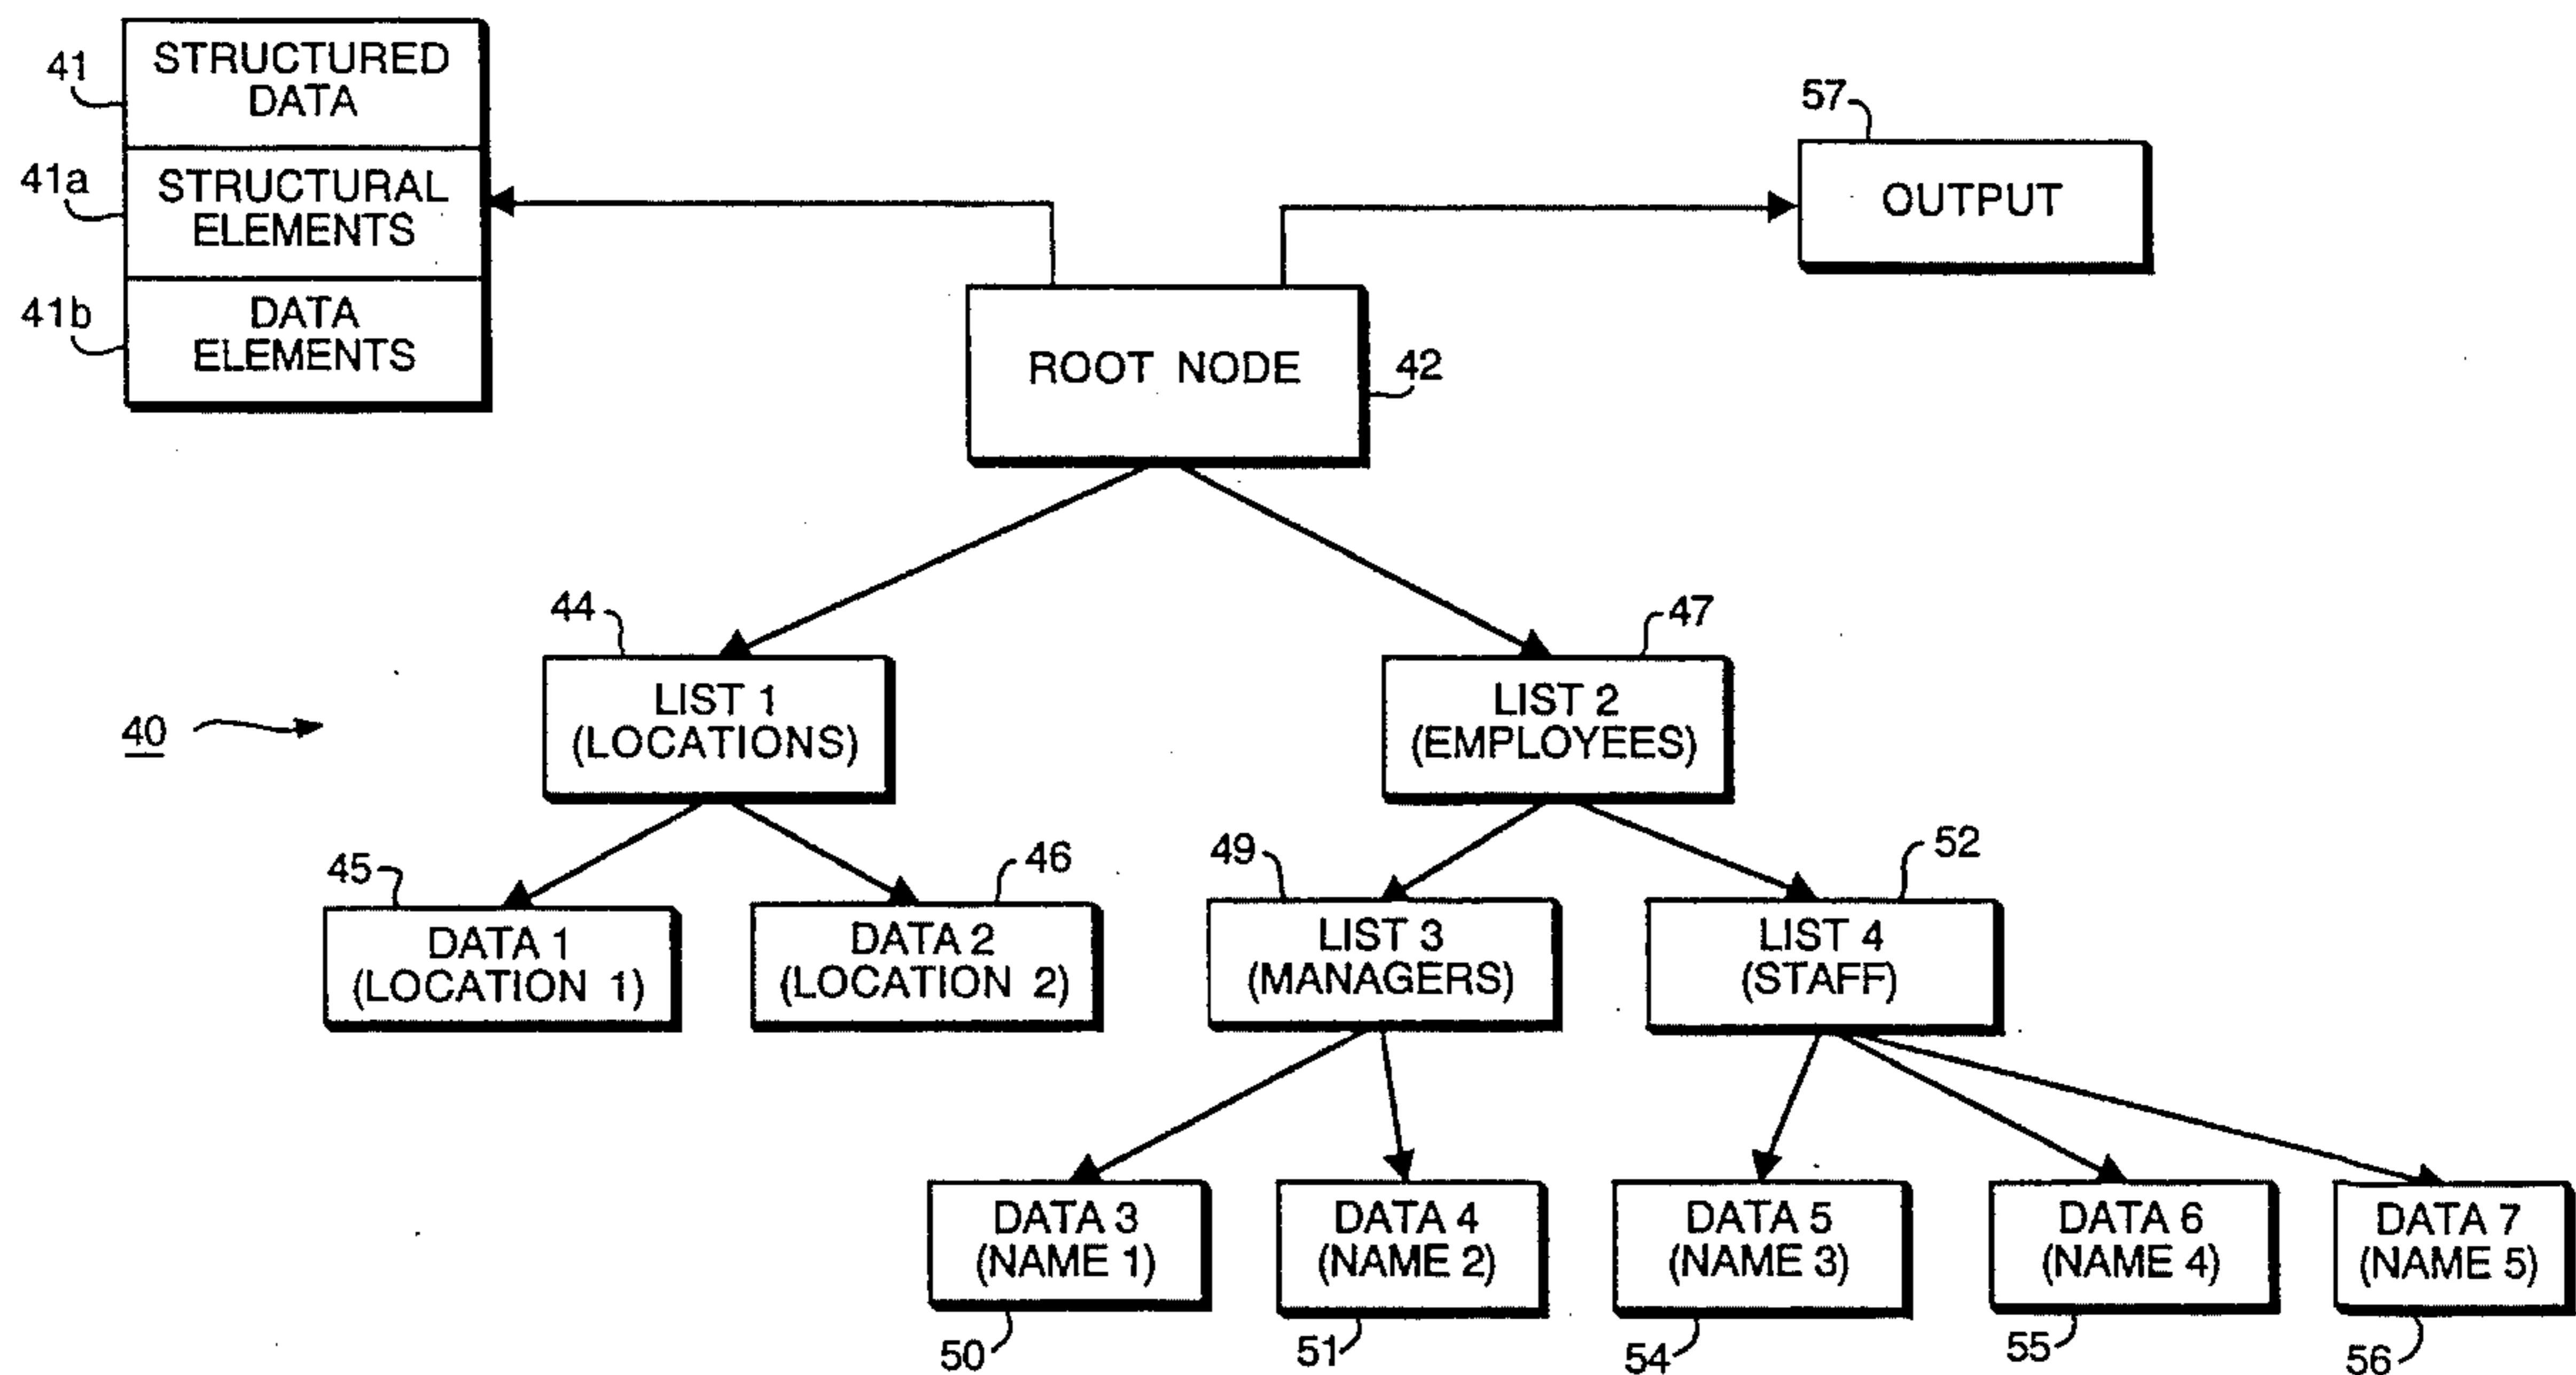 41
STRUCTURED
DATA
41a
STRUCTURAL
ELEMENTS
41b
DATA
ELEMENTS
57
OUTPUT
ROOT NODE
42
44
LIST 1
(LOCATIONS)
47
LIST 2
(EMPLOYEES)
40
45
DATA 1
(LOCATION 1)
46
DATA 2
(LOCATION 2)
49
LIST 3
(MANAGERS)
52
LIST 4
(STAFF)
DATA 3
(NAME 1)
50
DATA 4
(NAME 2)
51
DATA 5
(NAME 3)
54
DATA 6
(NAME 4)
55
DATA 7
(NAME 5)
56